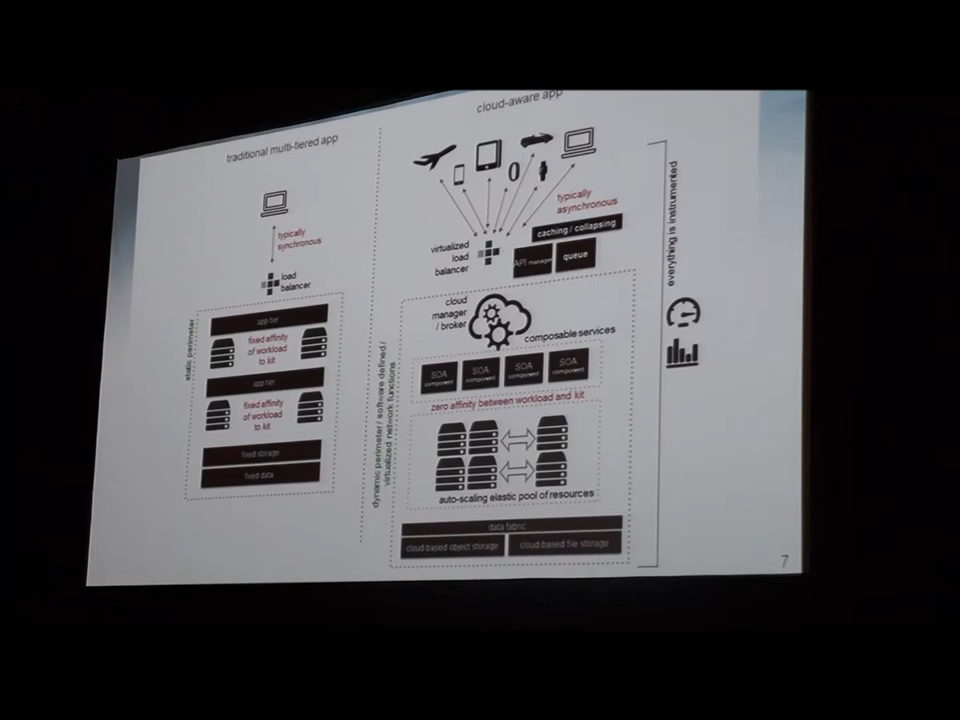 traditional multi-tiered app
typically
synchronous
load
balancer
static perimeter
app tier
fixed affinity
of workload
to kit
app tier
fixed affinity
of workload
to kit
fixed storage
fixed data
cloud-aware app
typically
asynchronous
caching / collapsing
virtualized
load
balancer
API manager
queue
everything is instrumented
cloud
manager
/ broker
composable services
SOA
component
SOA
component
SOA
component
SOA
component
zero affinity between workload and kit
dynamic perimeter / software defined /
virtualized network functions
auto-scaling elastic pool of resources
data fabric
cloud-based object storage
cloud-based file storage
7